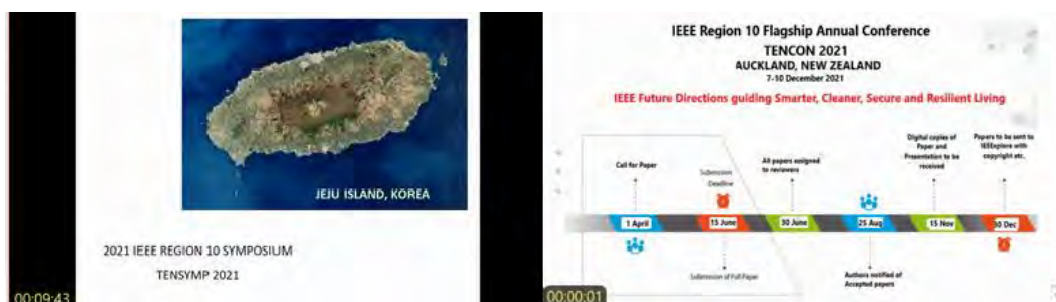 JEJU ISLAND, KOREA
2021 IEEE REGION 10 SYMPOSIUM
TENSYMP 2021
00:09:43
IEEE Region 10 Flagship Annual Conference
TENCON 2021
AUCKLAND, NEW ZEALAND
7-10 December 2021
IEEE Future Directions guiding Smarter, Cleaner, Secure and Resilient Living
Call for Paper
Submission
Deadline
All papers assigned
to reviewers
Digital copies of
Paper and
Presentation to be
received
Papers to be sent to
IEEExplore with
copyright etc.
1 April
15 June
30 June
25 Aug
15 Nov
30 Dec
Submission of Full Paper
Authors notified of
Accepted papers
00:00:01